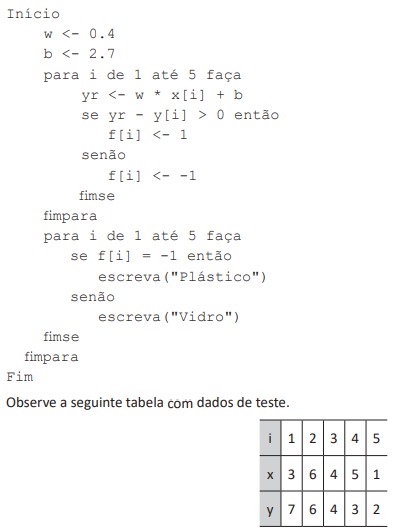 Início
w <- 0.4
b <- 2.7
para i de 1 até 5 faça
yr <- w * x[i] + b
se yr - y[i] > 0 então
f[i] <- 1
senão
f[i] <- -1
fimse
fimpara
para i de 1 até 5 faça
se f[i] = -1 então
escreva("Plástico")
senão
escreva("Vidro")
fimse
fimpara
Fim
Observe a seguinte tabela com dados de teste.
i 1 2 3 4 5
x 3 6 4 5 1
y 7 6 4 3 2